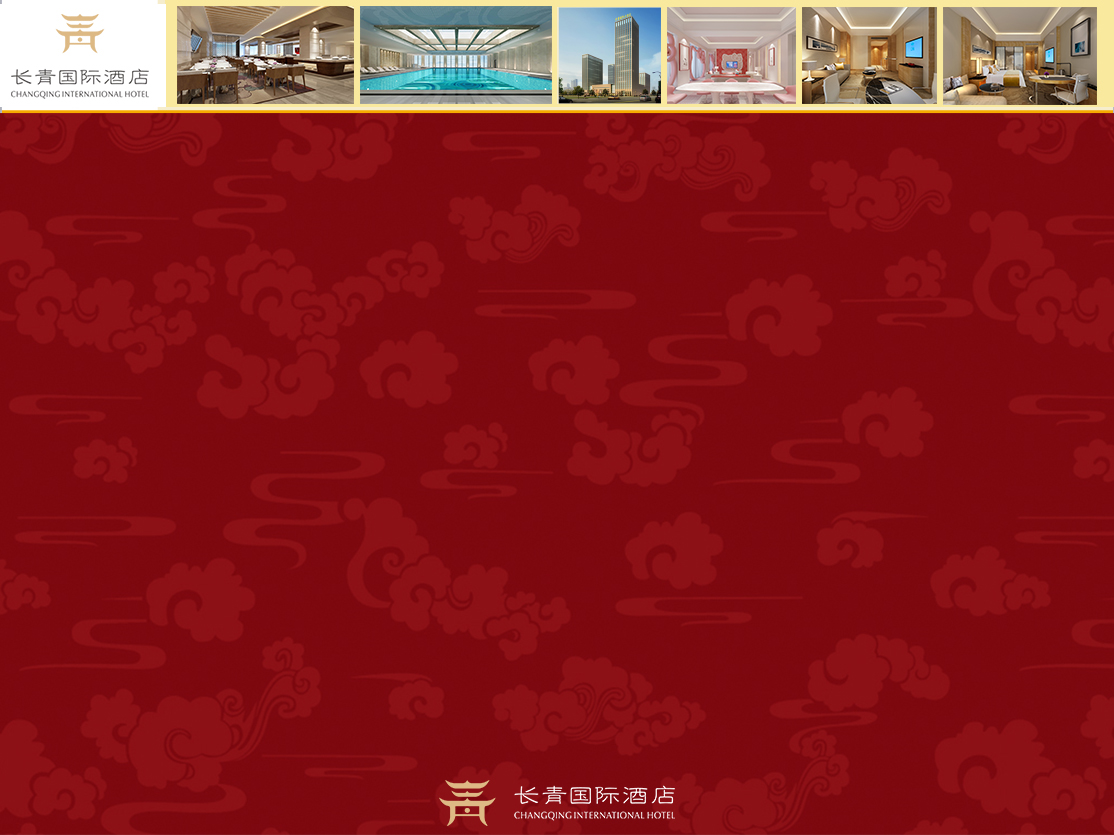 长青国际酒店
CHANGQING INTERNATIONAL HOTEL
长青国际酒店
CHANGQING INTERNATIONAL HOTEL